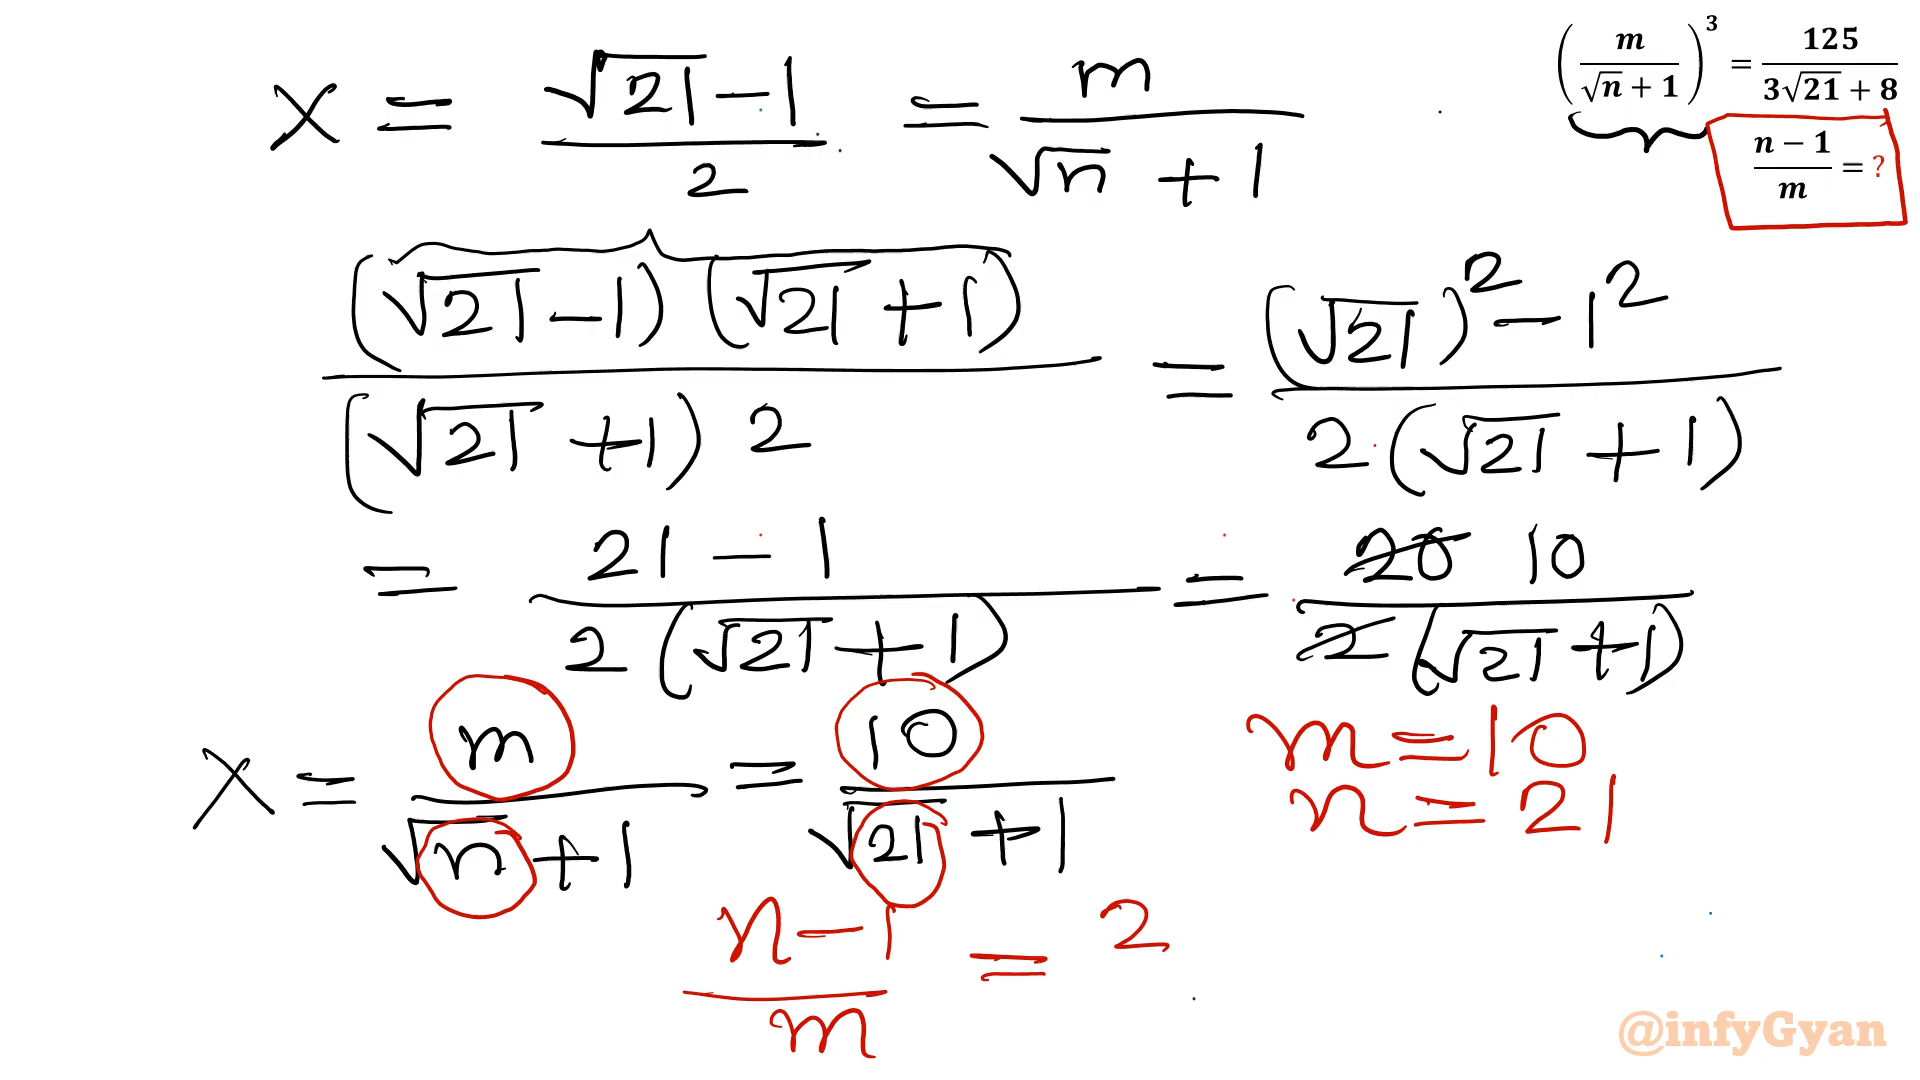 (m/(√n + 1))³ = 125/(3√21 + 8)
(n − 1)/m = ?
x = (√21 − 1)/2 = m/(√n + 1)
((√21 − 1)(√21 + 1))/((√21 + 1) 2) = ((√21)² − 1²)/(2(√21 + 1))
= (21 − 1)/(2(√21 + 1)) = 20 10/(2(√21 + 1))
x = m/(√n + 1) = 10/(√21 + 1)
m = 10
n = 21
(n − 1)/m = 2
@infyGyan